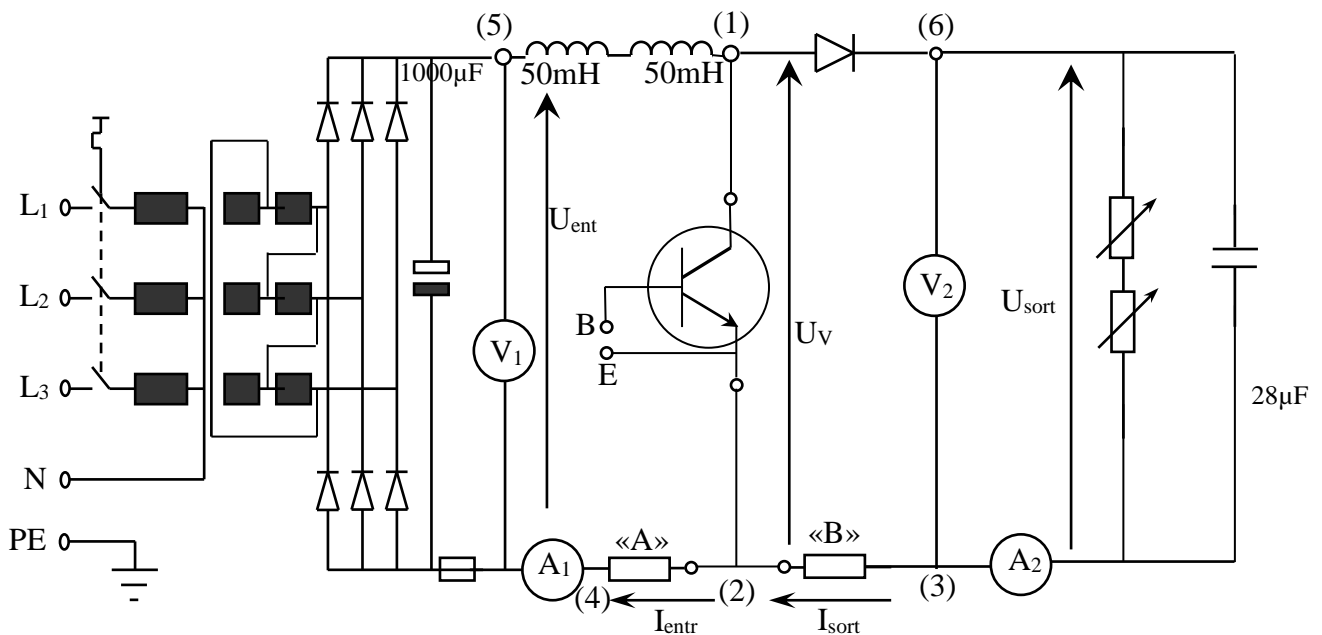 (5)
(1)
(6)
1000µF
50mH
50mH
L1
L2
L3
N
PE
Uent
V1
B
E
UV
V2
Usort
28µF
«A»
«B»
A1
A2
(4)
(2)
(3)
Ientr
Isort